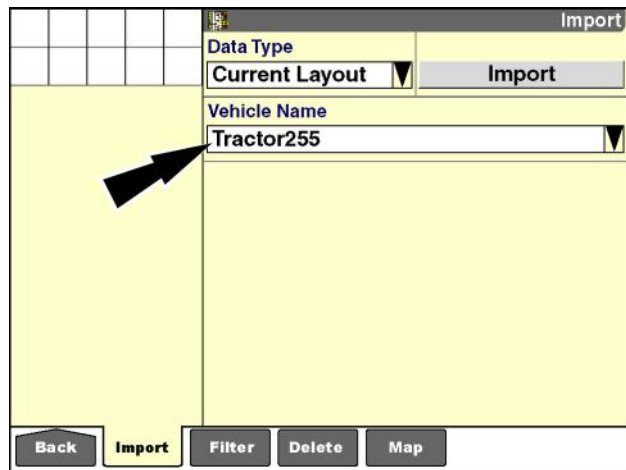 Import
Data Type
Current Layout
Import
Vehicle Name
Tractor255
Back Import Filter Delete Map